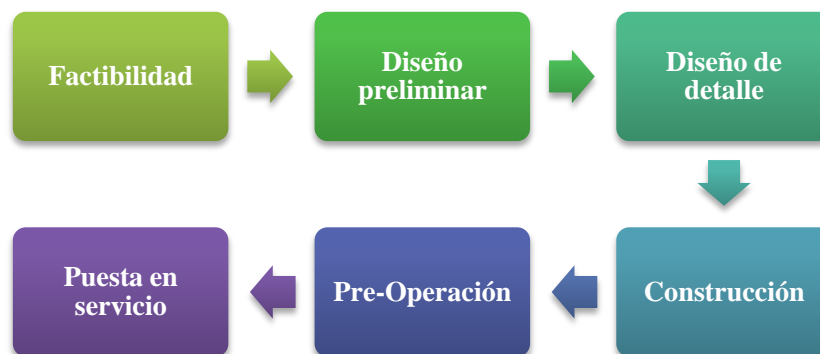 Factibilidad
Diseño
preliminar
Diseño de
detalle
Construcción
Pre-Operación
Puesta en
servicio